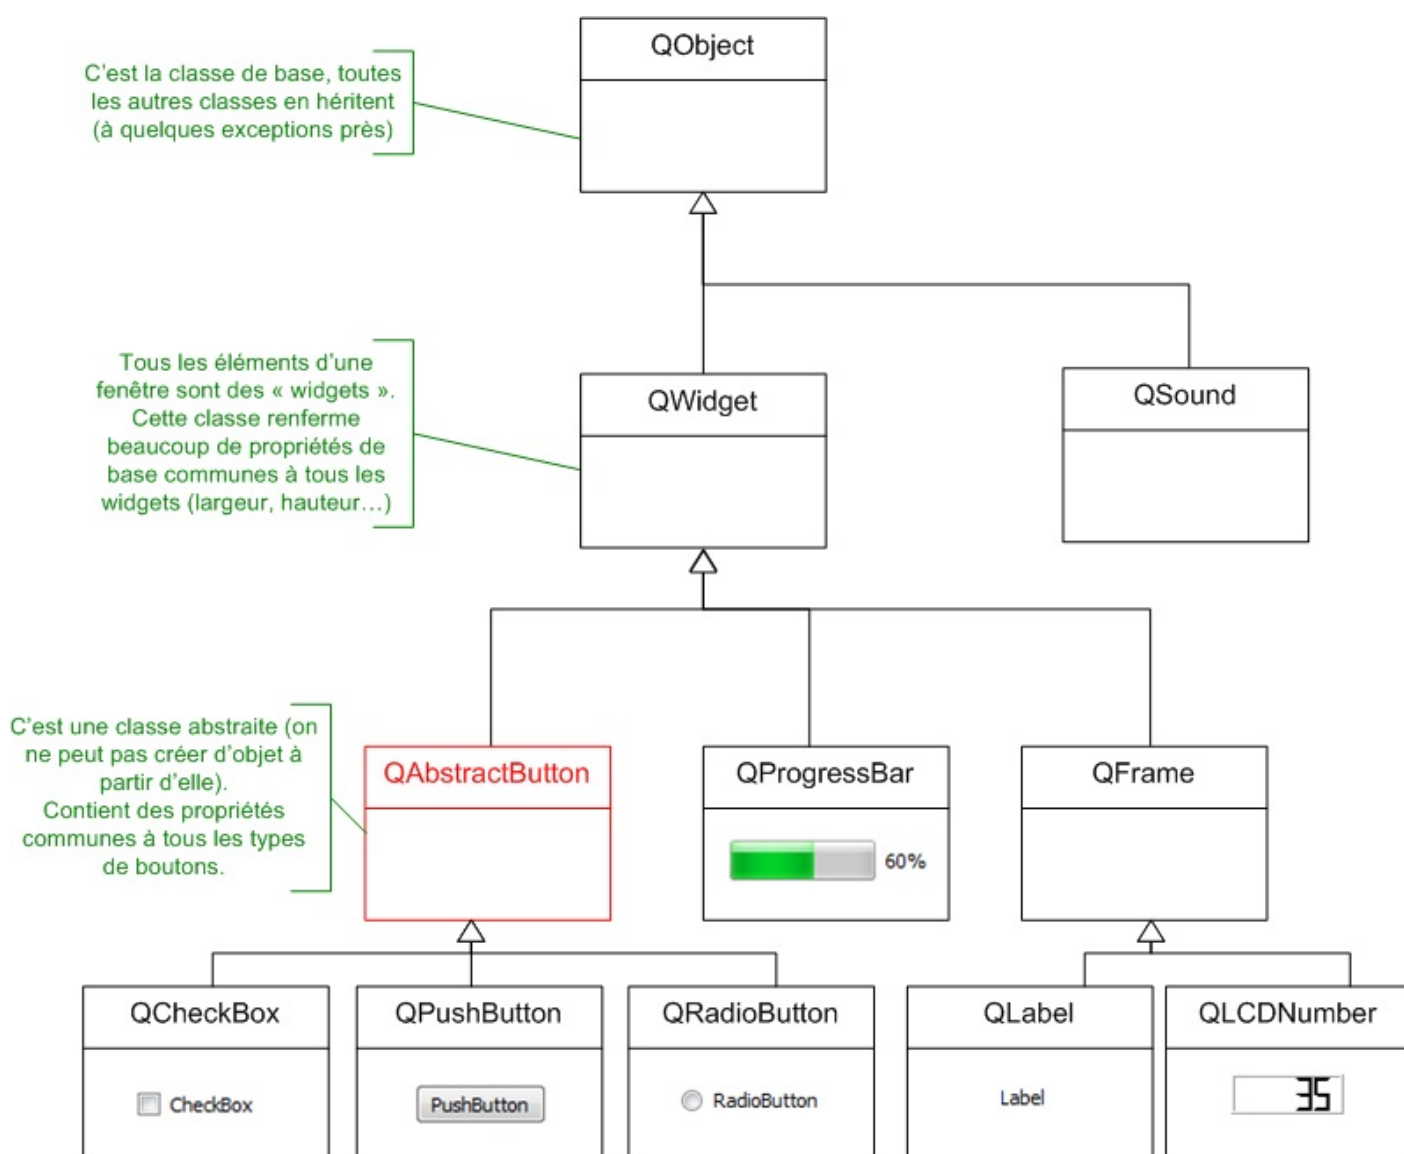 QObject
C'est la classe de base, toutes
les autres classes en héritent
(à quelques exceptions près)
Tous les éléments d'une
fenêtre sont des « widgets ».
Cette classe renferme
beaucoup de propriétés de
base communes à tous les
widgets (largeur, hauteur…)
QWidget
QSound
C'est une classe abstraite (on
ne peut pas créer d'objet à
partir d'elle).
Contient des propriétés
communes à tous les types
de boutons.
QAbstractButton
QProgressBar
60%
QFrame
QCheckBox
CheckBox
QPushButton
PushButton
QRadioButton
RadioButton
QLabel
Label
QLCDNumber
35